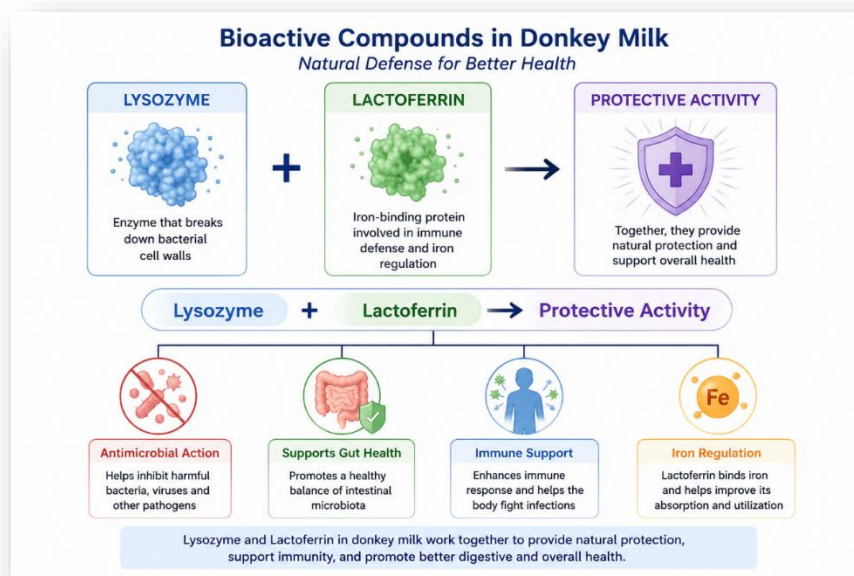 Bioactive Compounds in Donkey Milk
Natural Defense for Better Health
LYSOZYME
Enzyme that breaks
down bacterial
cell walls
+
LACTOFERRIN
Iron-binding protein
involved in immune
defense and iron
regulation
PROTECTIVE ACTIVITY
Together, they provide
natural protection and
support overall health
Lysozyme + Lactoferrin → Protective Activity
Antimicrobial Action
Helps inhibit harmful
bacteria, viruses and
other pathogens
Supports Gut Health
Promotes a healthy
balance of intestinal
microbiota
Immune Support
Enhances immune
response and helps the
body fight infections
Fe
Iron Regulation
Lactoferrin binds iron
and helps improve its
absorption and utilization
Lysozyme and Lactoferrin in donkey milk work together to provide natural protection,
support immunity, and promote better digestive and overall health.